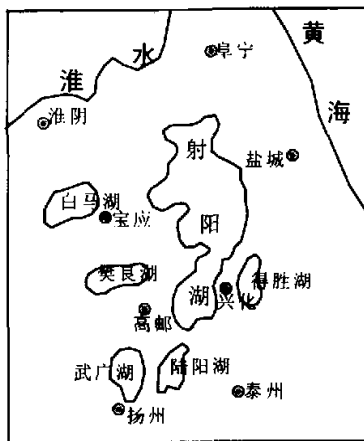 黄
海
淮
水
阜宁
淮阴
射
阳
湖
盐城
白马湖
宝应
樊良湖
得胜湖
兴化
高邮
武广湖
陆阳湖
泰州
扬州